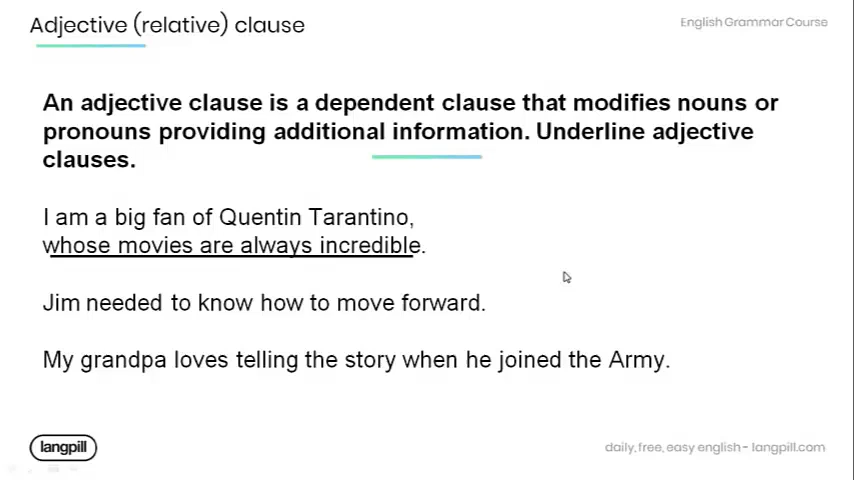 Adjective (relative) clause
English Grammar Course
An adjective clause is a dependent clause that modifies nouns or
pronouns providing additional information. Underline adjective
clauses.
I am a big fan of Quentin Tarantino,
whose movies are always incredible.
Jim needed to know how to move forward.
My grandpa loves telling the story when he joined the Army.
langpill
daily, free, easy english - langpill.com